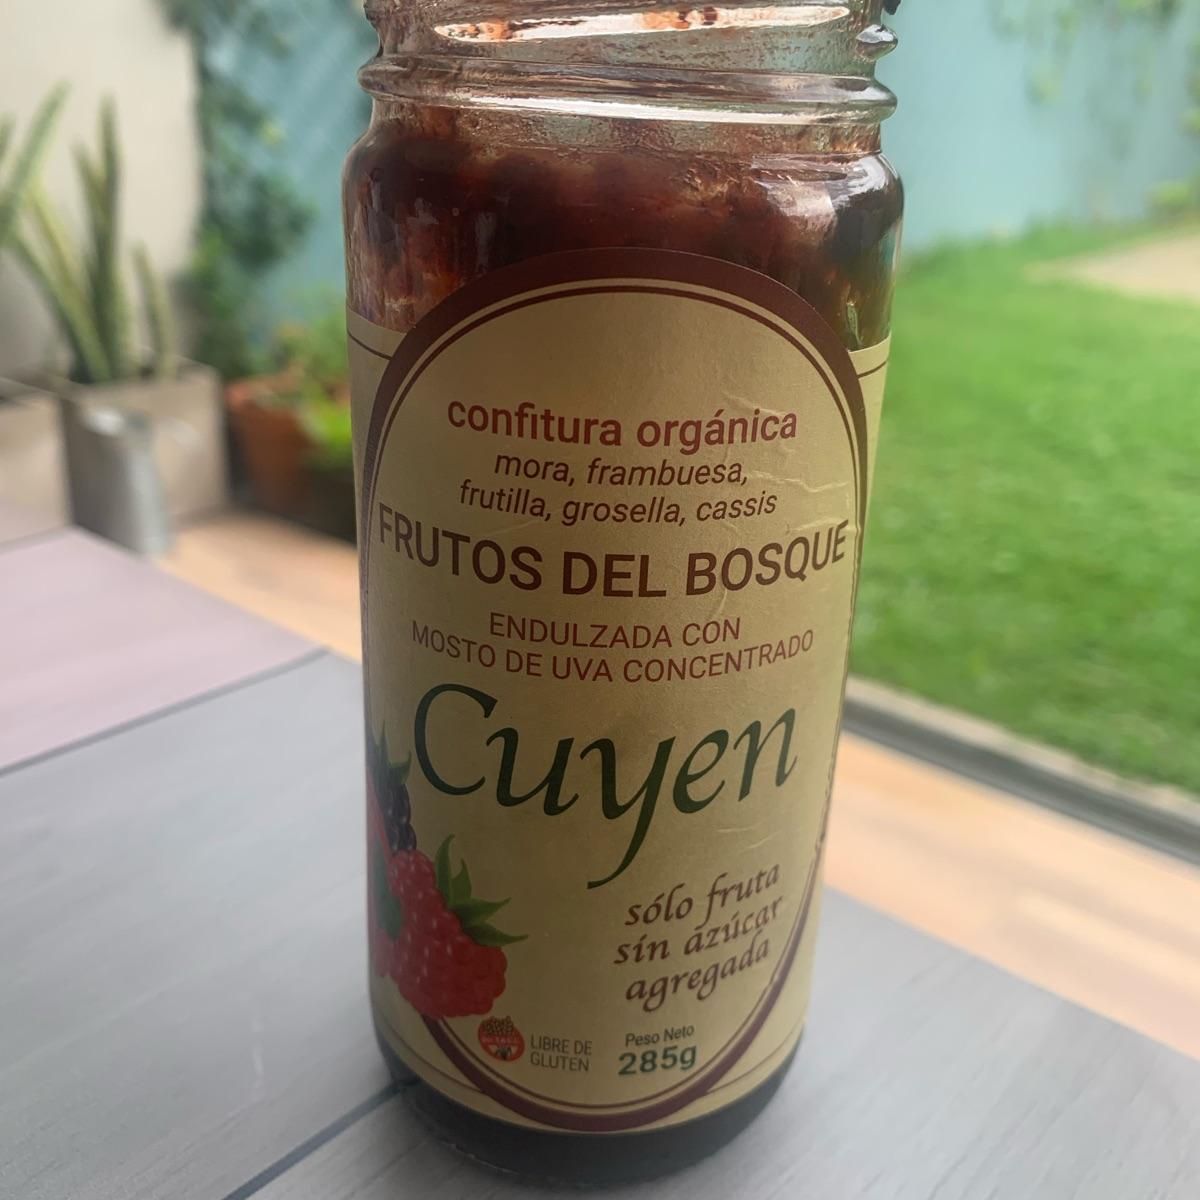 confitura orgánica
mora, frambuesa,
frutilla, grosella, cassis
FRUTOS DEL BOSQUE
ENDULZADA CON
MOSTO DE UVA CONCENTRADO
Cuyen
sólo fruta
sín azúcar
agregada
Sin T.A.C.C.
LIBRE DE
GLUTEN
Peso Neto
285g